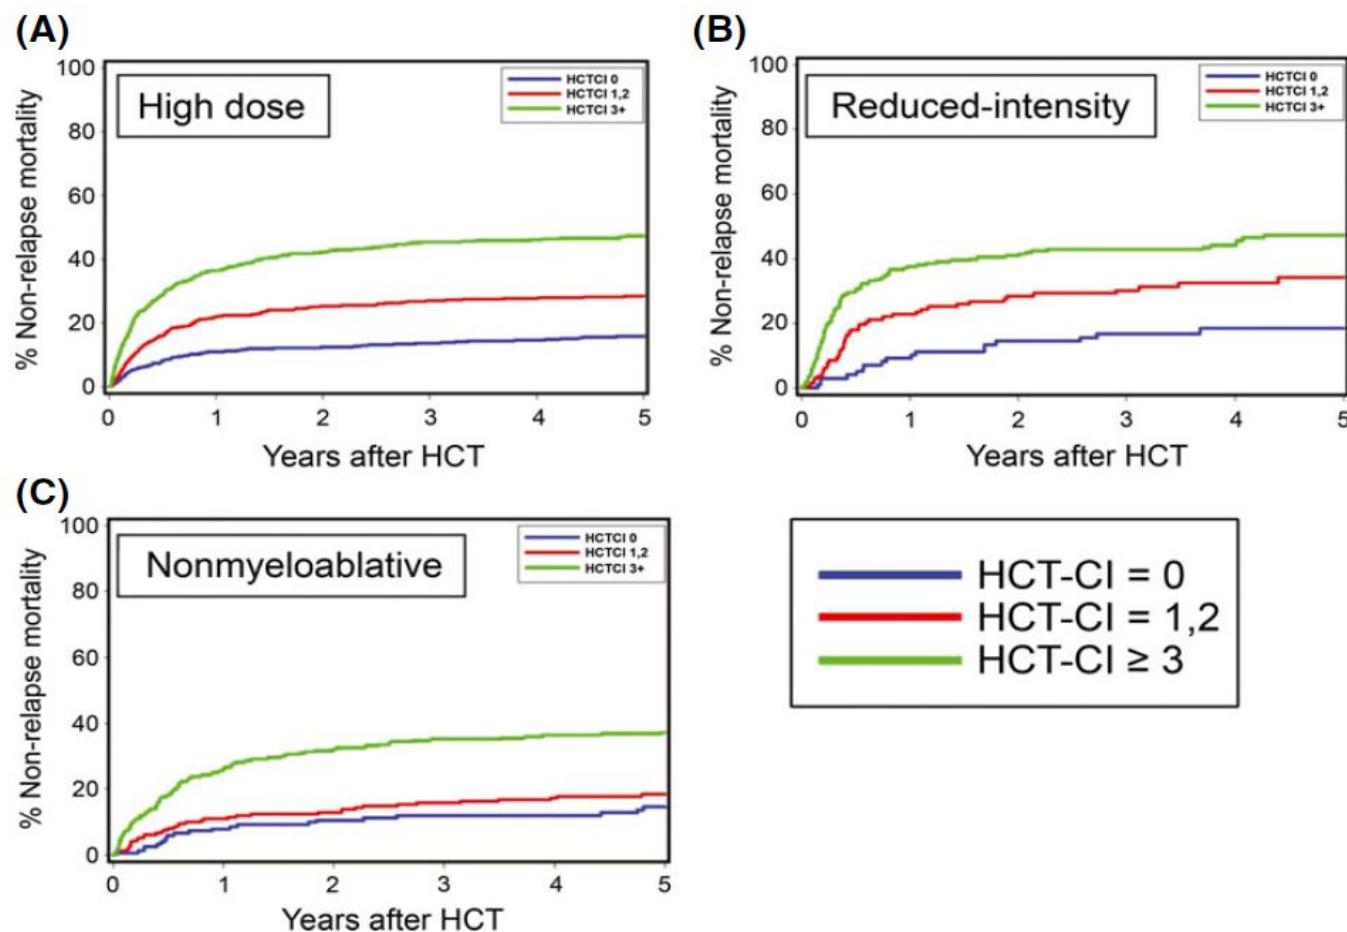 (A)
100
80
60
40
20
0
% Non-relapse mortality
High dose
HCTCI 0
HCTCI 1,2
HCTCI 3+
0 1 2 3 4 5
Years after HCT
(B)
100
80
60
40
20
0
% Non-relapse mortality
Reduced-intensity
HCTCI 0
HCTCI 1,2
HCTCI 3+
0 1 2 3 4 5
Years after HCT
(C)
100
80
60
40
20
0
% Non-relapse mortality
Nonmyeloablative
HCTCI 0
HCTCI 1,2
HCTCI 3+
0 1 2 3 4 5
Years after HCT
HCT-CI = 0
HCT-CI = 1,2
HCT-CI ≥ 3